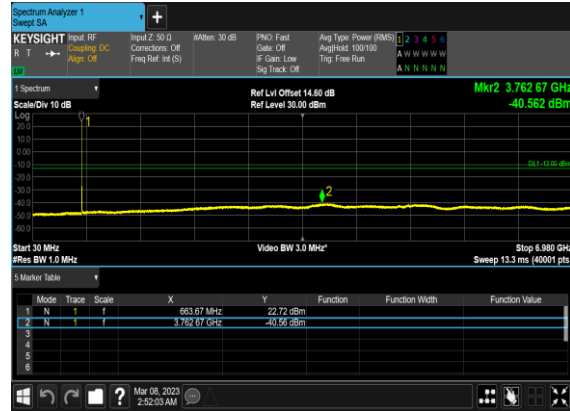 Spectrum Analyzer 1
Swept SA
KEYSIGHT Input: RF Input Z: 50 Ω #Atten: 30 dB PNO: Fast Avg Type: Power (RMS) 1 2 3 4 5 6
R T Coupling: DC Corrections: Off Gate: Off Avg|Hold: 100/100 A W W W W W
Align: Off Freq Ref: Int (S) IF Gain: Low Trig: Free Run
Sig Track: Off A N N N N N
1 Spectrum Ref Lvl Offset 14.60 dB Mkr2 3.762 67 GHz
Scale/Div 10 dB Ref Level 30.00 dBm -40.562 dBm
Log
20.0
10.0
0.00
-10.0
-20.0
-30.0
-40.0
-50.0
-60.0
1
DL1 -13.00 dBm
2
Start 30 MHz Video BW 3.0 MHz* Stop 6.980 GHz
#Res BW 1.0 MHz Sweep 13.3 ms (40001 pts)
5 Marker Table
Mode Trace Scale X Y Function Function Width Function Value
1 N 1 f 663.67 MHz 22.72 dBm
2 N 1 f 3.762 67 GHz -40.56 dBm
3
4
5
6
? Mar 08, 2023
2:52:03 AM